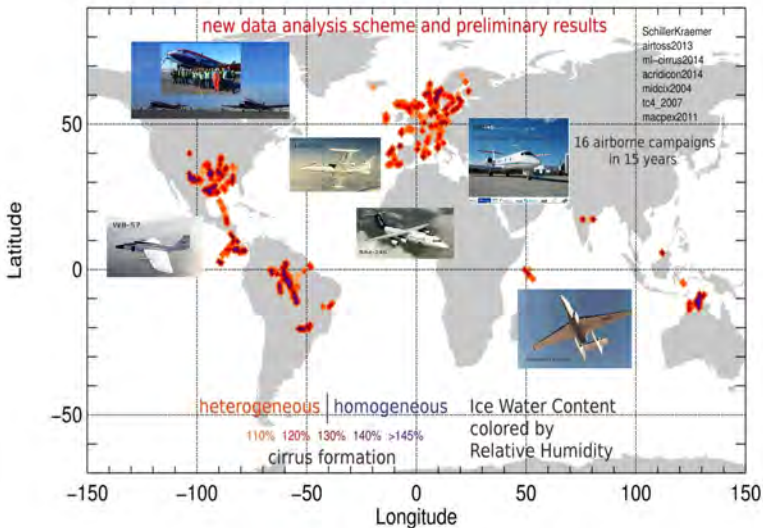 new data analysis scheme and preliminary results
SchillerKraemer
airtoss2013
ml-cirrus2014
acridicon2014
midcix2004
tc4_2007
macpex2011
16 airborne campaigns
in 15 years
WB-57
Latitude
50
0
−50
heterogeneous | homogeneous
110% 120% 130% 140% >145%
cirrus formation
Ice Water Content
colored by
Relative Humidity
−150 −100 −50 0 50 100 150
Longitude